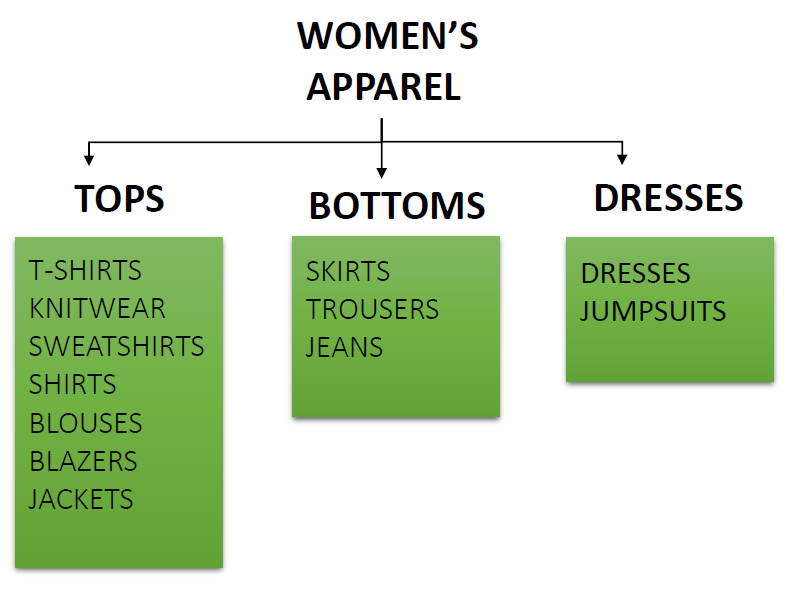 WOMEN’S
APPAREL
TOPS
T-SHIRTS
KNITWEAR
SWEATSHIRTS
SHIRTS
BLOUSES
BLAZERS
JACKETS
BOTTOMS
SKIRTS
TROUSERS
JEANS
DRESSES
DRESSES
JUMPSUITS